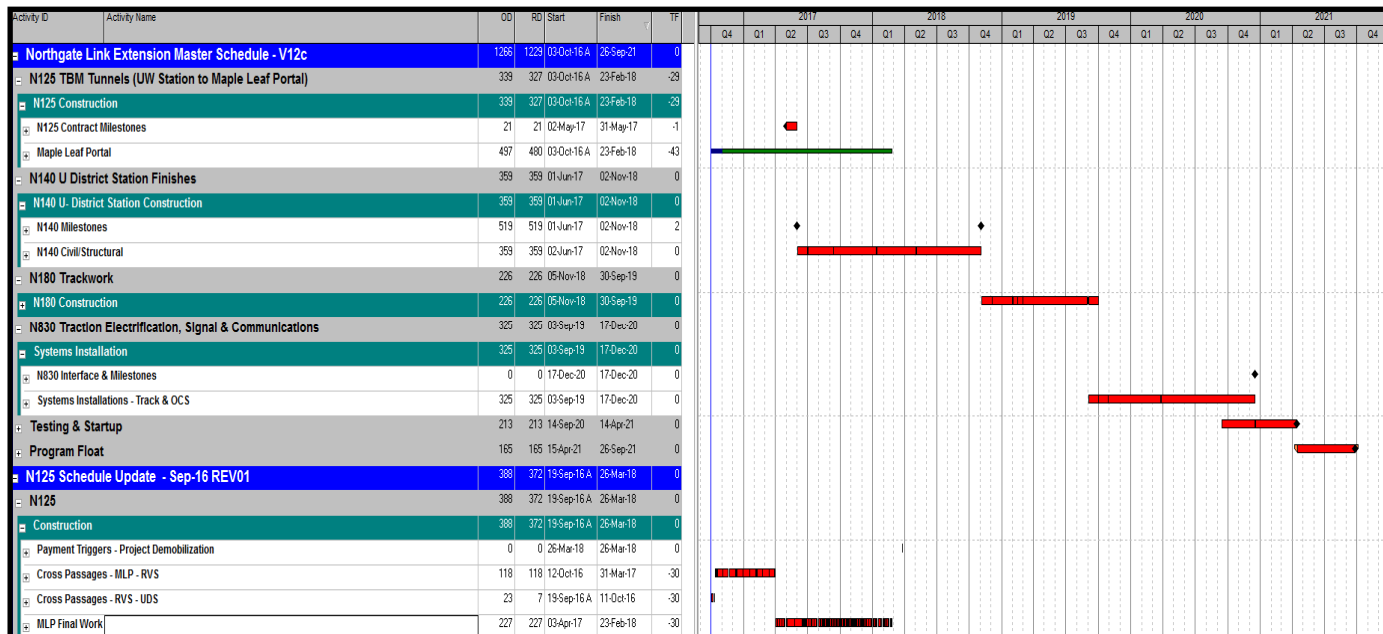 Activity ID Activity Name OD RD Start Finish TF 2017 2018 2019 2020 2021
Q4 Q1 Q2 Q3 Q4 Q1 Q2 Q3 Q4 Q1 Q2 Q3 Q4 Q1 Q2 Q3 Q4 Q1 Q2 Q3 Q4
Northgate Link Extension Master Schedule - V12c 1266 1229 03-Oct-16 A 26-Sep-21 0
N125 TBM Tunnels (UW Station to Maple Leaf Portal) 339 327 03-Oct-16 A 23-Feb-18 -29
N125 Construction 339 327 03-Oct-16 A 23-Feb-18 -29
N125 Contract Milestones 21 21 02-May-17 31-May-17 -1
Maple Leaf Portal 497 480 03-Oct-16 A 23-Feb-18 -43
N140 U District Station Finishes 359 359 01-Jun-17 02-Nov-18 0
N140 U- District Station Construction 359 359 01-Jun-17 02-Nov-18 0
N140 Milestones 519 519 01-Jun-17 02-Nov-18 2
N140 Civil/Structural 359 359 02-Jun-17 02-Nov-18 0
N180 Trackwork 226 226 05-Nov-18 30-Sep-19 0
N180 Construction 226 226 05-Nov-18 30-Sep-19 0
N830 Traction Electrification, Signal & Communications 325 325 03-Sep-19 17-Dec-20 0
Systems Installation 325 325 03-Sep-19 17-Dec-20 0
N830 Interface & Milestones 0 0 17-Dec-20 17-Dec-20 0
Systems Installations - Track & OCS 325 325 03-Sep-19 17-Dec-20 0
Testing & Startup 213 213 14-Sep-20 14-Apr-21 0
Program Float 165 165 15-Apr-21 26-Sep-21 0
N125 Schedule Update - Sep-16 REV01 388 372 19-Sep-16 A 26-Mar-18 0
N125 388 372 19-Sep-16 A 26-Mar-18 0
Construction 388 372 19-Sep-16 A 26-Mar-18 0
Payment Triggers - Project Demobilization 0 0 26-Mar-18 26-Mar-18 0
Cross Passages - MLP - RVS 118 118 12-Oct-16 31-Mar-17 -30
Cross Passages - RVS - UDS 23 7 19-Sep-16 A 11-Oct-16 -30
MLP Final Work 227 227 03-Apr-17 23-Feb-18 -30